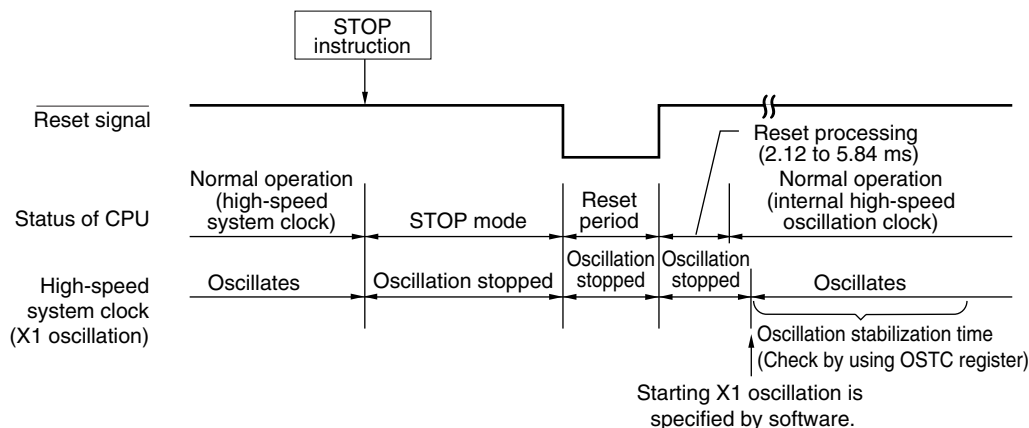 STOP
instruction
Reset signal
Reset processing
(2.12 to 5.84 ms)
Status of CPU
Normal operation
(high-speed
system clock)
STOP mode
Reset
period
Normal operation
(internal high-speed
oscillation clock)
High-speed
system clock
(X1 oscillation)
Oscillates
Oscillation stopped
Oscillation
stopped
Oscillation
stopped
Oscillates
Oscillation stabilization time
(Check by using OSTC register)
Starting X1 oscillation is
specified by software.